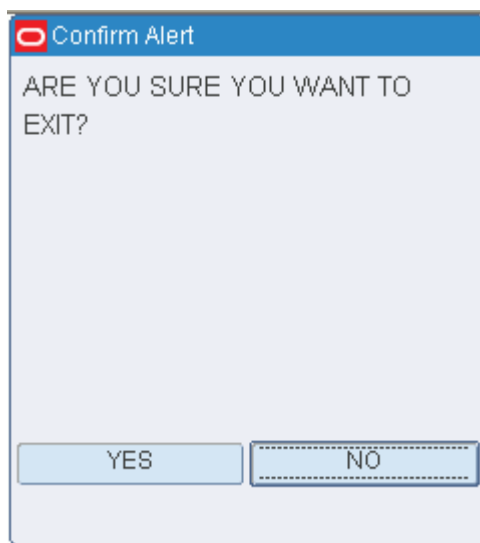 Confirm Alert
ARE YOU SURE YOU WANT TO
EXIT?
YES
NO